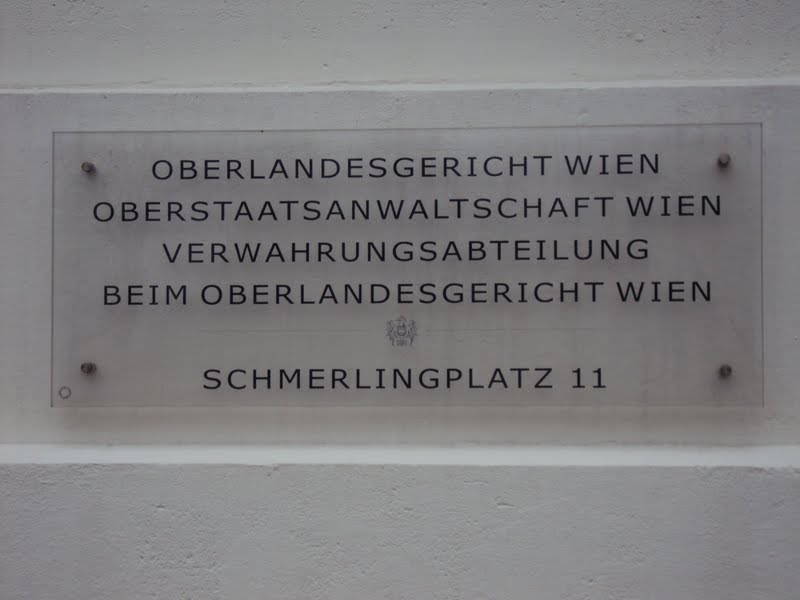 OBERLANDESGERICHT WIEN
OBERSTAATSANWALTSCHAFT WIEN
VERWAHRUNGSABTEILUNG
BEIM OBERLANDESGERICHT WIEN
SCHMERLINGPLATZ 11